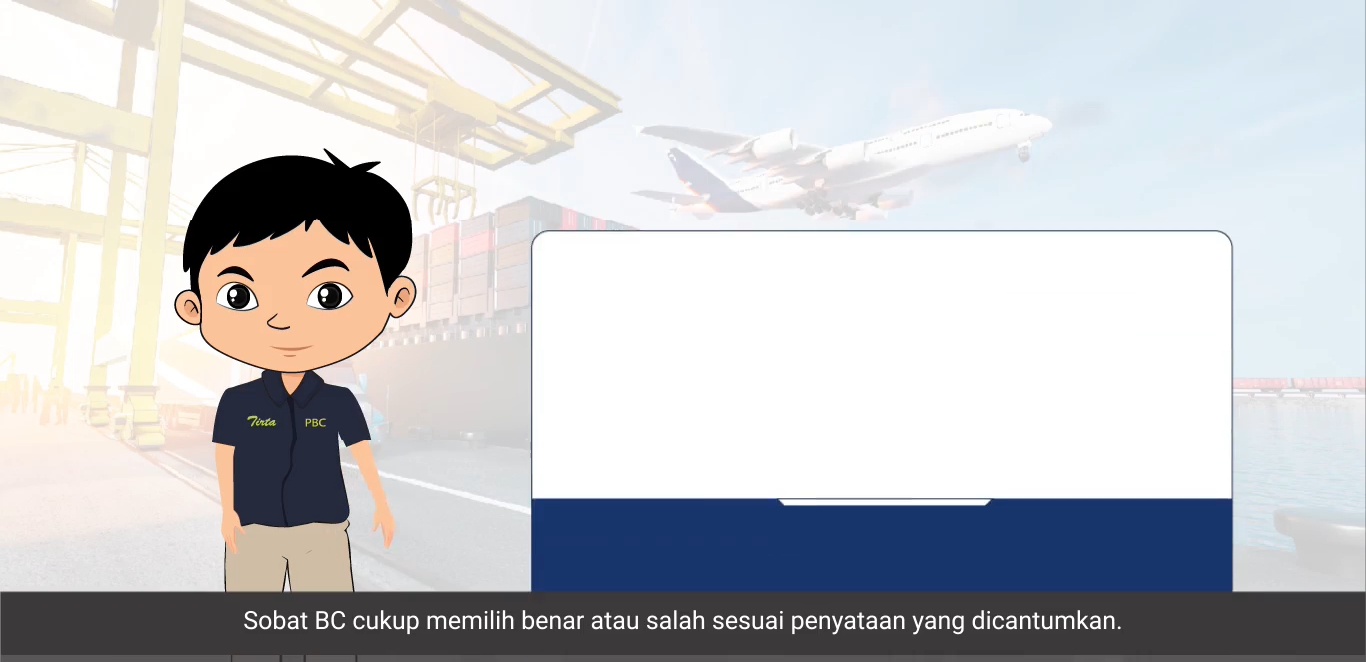 Tirta PBC
Sobat BC cukup memilih benar atau salah sesuai penyataan yang dicantumkan.